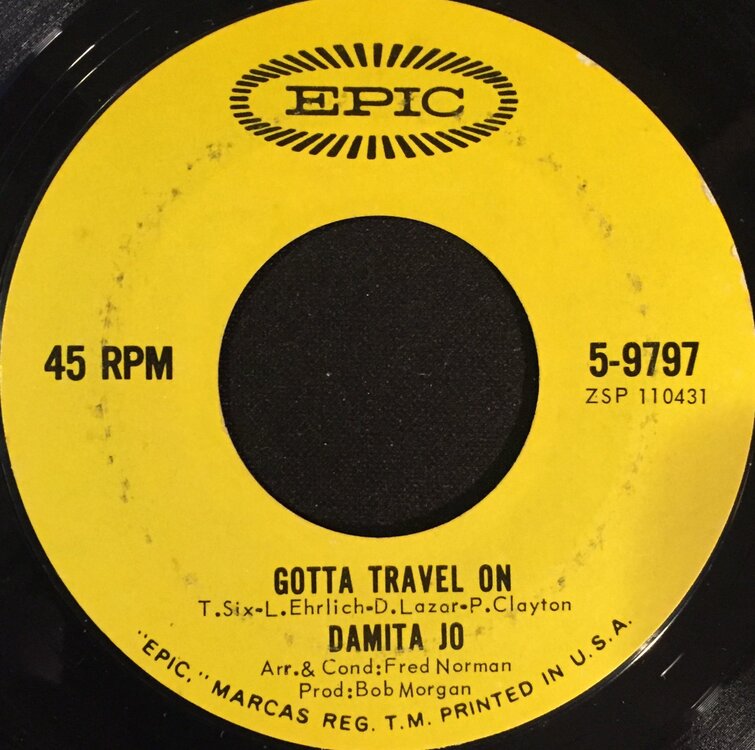 EPIC
45 RPM
5-9797
ZSP 110431
GOTTA TRAVEL ON
T.Six-L.Ehrlich-D.Lazar-P.Clayton
DAMITA JO
Arr.& Cond:Fred Norman
Prod:Bob Morgan
"EPIC," MARCAS REG. T.M. PRINTED IN U.S.A.